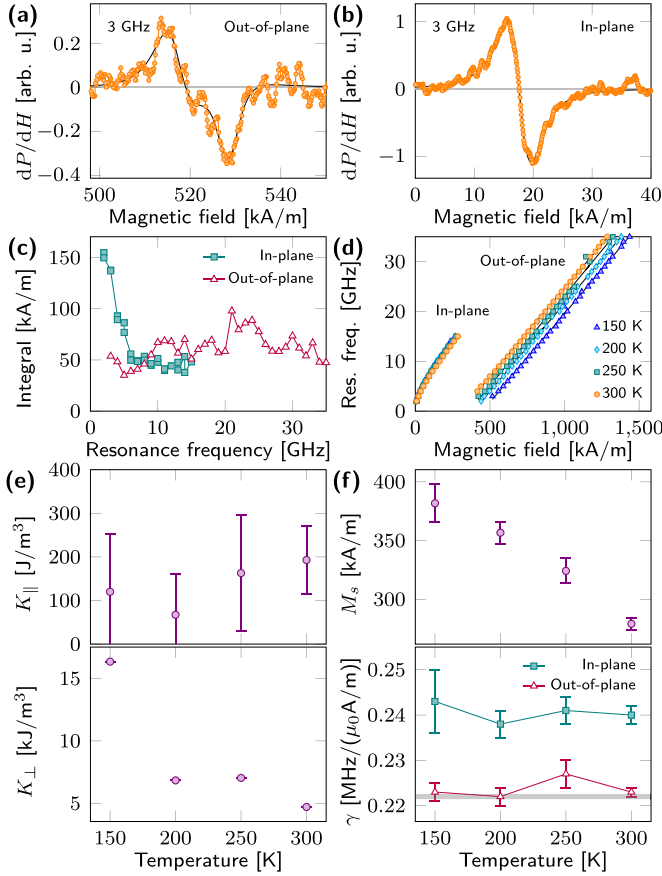 (a)
3 GHz
Out-of-plane
dP/dH [arb. u.]
0.2
0
−0.2
−0.4
500
520
540
Magnetic field [kA/m]
(b)
3 GHz
In-plane
dP/dH [arb. u.]
1
0
−1
0
10
20
30
40
Magnetic field [kA/m]
(c)
In-plane
Out-of-plane
Integral [kA/m]
150
100
50
0
0
10
20
30
Resonance frequency [GHz]
(d)
Out-of-plane
In-plane
150 K
200 K
250 K
300 K
Res. freq. [GHz]
30
20
10
0
0
500
1,000
1,500
Magnetic field [kA/m]
(e)
K∥ [J/m³]
400
300
200
100
0
K⊥ [kJ/m³]
15
10
5
150
200
250
300
Temperature [K]
(f)
Mₛ [kA/m]
400
350
300
In-plane
Out-of-plane
γ [MHz/(μ₀A/m)]
0.25
0.24
0.23
0.22
150
200
250
300
Temperature [K]